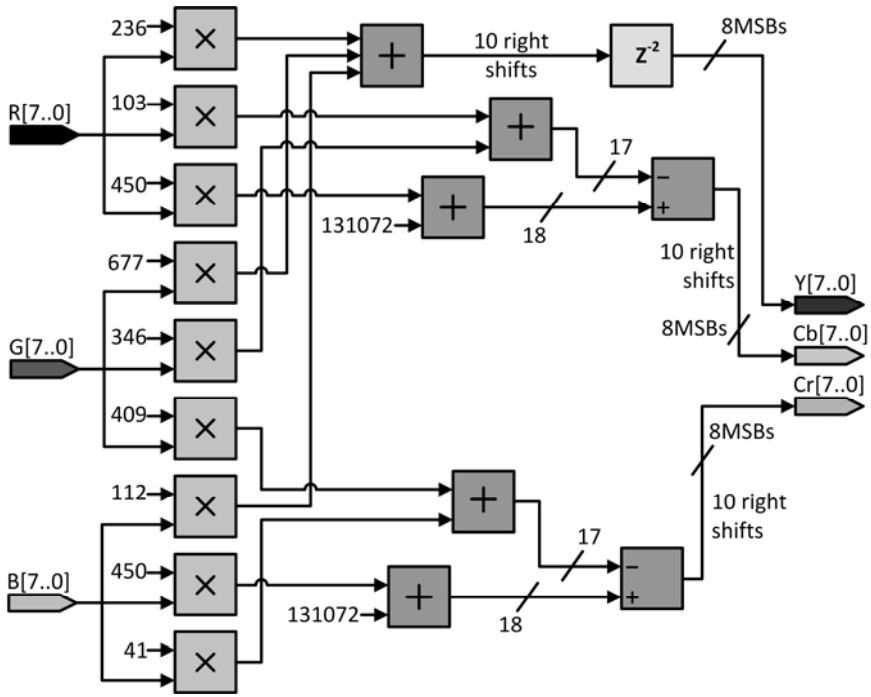 236
×
+
10 right
shifts
Z⁻²
8MSBs
R[7..0]
103
×
+
17
−
+
450
×
131072
+
18
677
×
10 right
shifts
Y[7..0]
8MSBs
Cb[7..0]
G[7..0]
346
×
Cr[7..0]
409
×
8MSBs
112
×
+
10 right
shifts
17
−
+
B[7..0]
450
×
131072
+
18
41
×